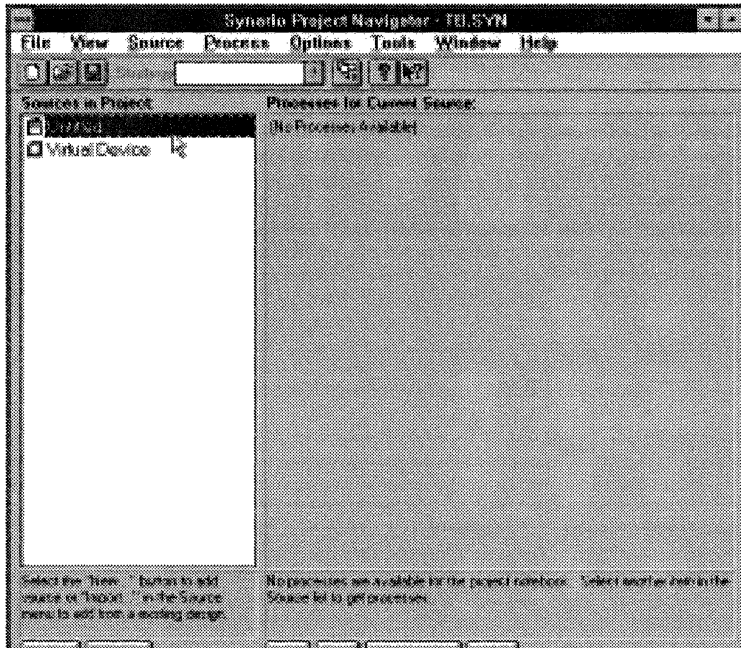 Synario Project Navigator - TO.SYN
File View Source Process Options Tools Window Help
Strategy
Sources in Project: Processes for Current Source:
Untitled [No Processes Available]
Virtual Device
Select the "New..." button to add
source or "Import..." in the Source
menu to add from a existing design.
No processes are available for the project notebook. Select another item in the
Source list to get processes.